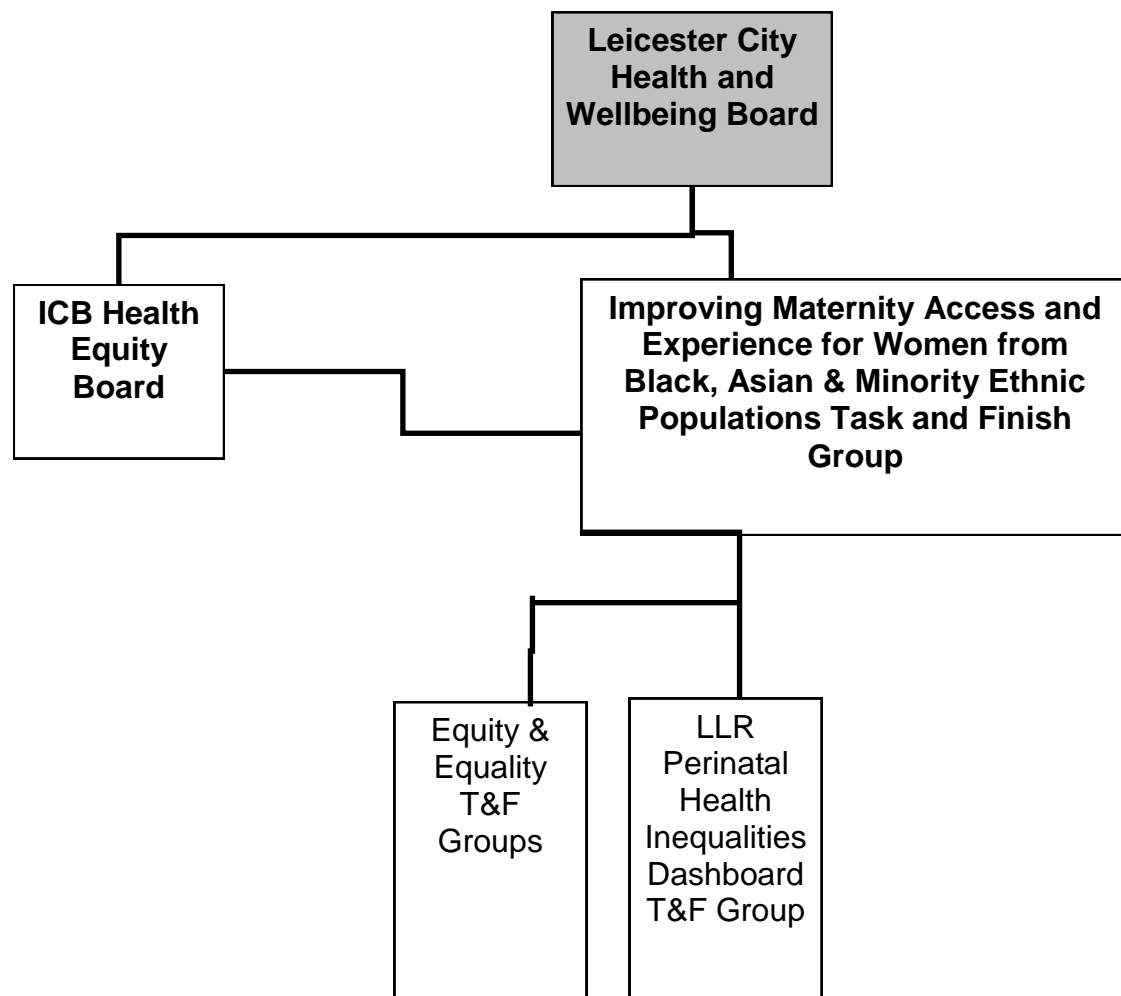 Leicester City
Health and
Wellbeing Board
ICB Health
Equity
Board
Improving Maternity Access and
Experience for Women from
Black, Asian & Minority Ethnic
Populations Task and Finish
Group
Equity &
Equality
T&F
Groups
LLR
Perinatal
Health
Inequalities
Dashboard
T&F Group